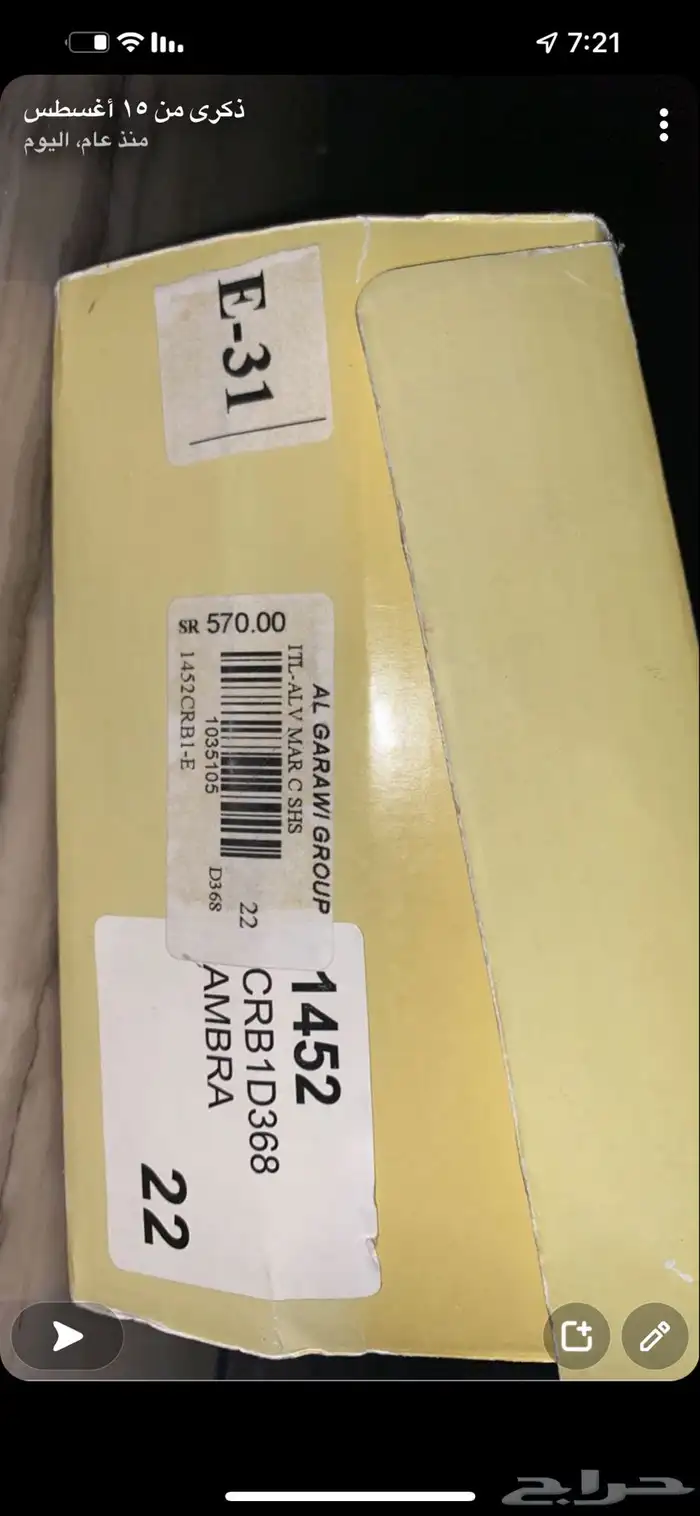 7:21
ذكرى من ١٥ أغسطس
منذ عام، اليوم
E-31
AL GARAWI GROUP
ITL-ALV MAR C SHS
22
1035105
D368
1452CRB1-E
SR 570.00
1452
CRB1D368
AMBRA
22
حراج